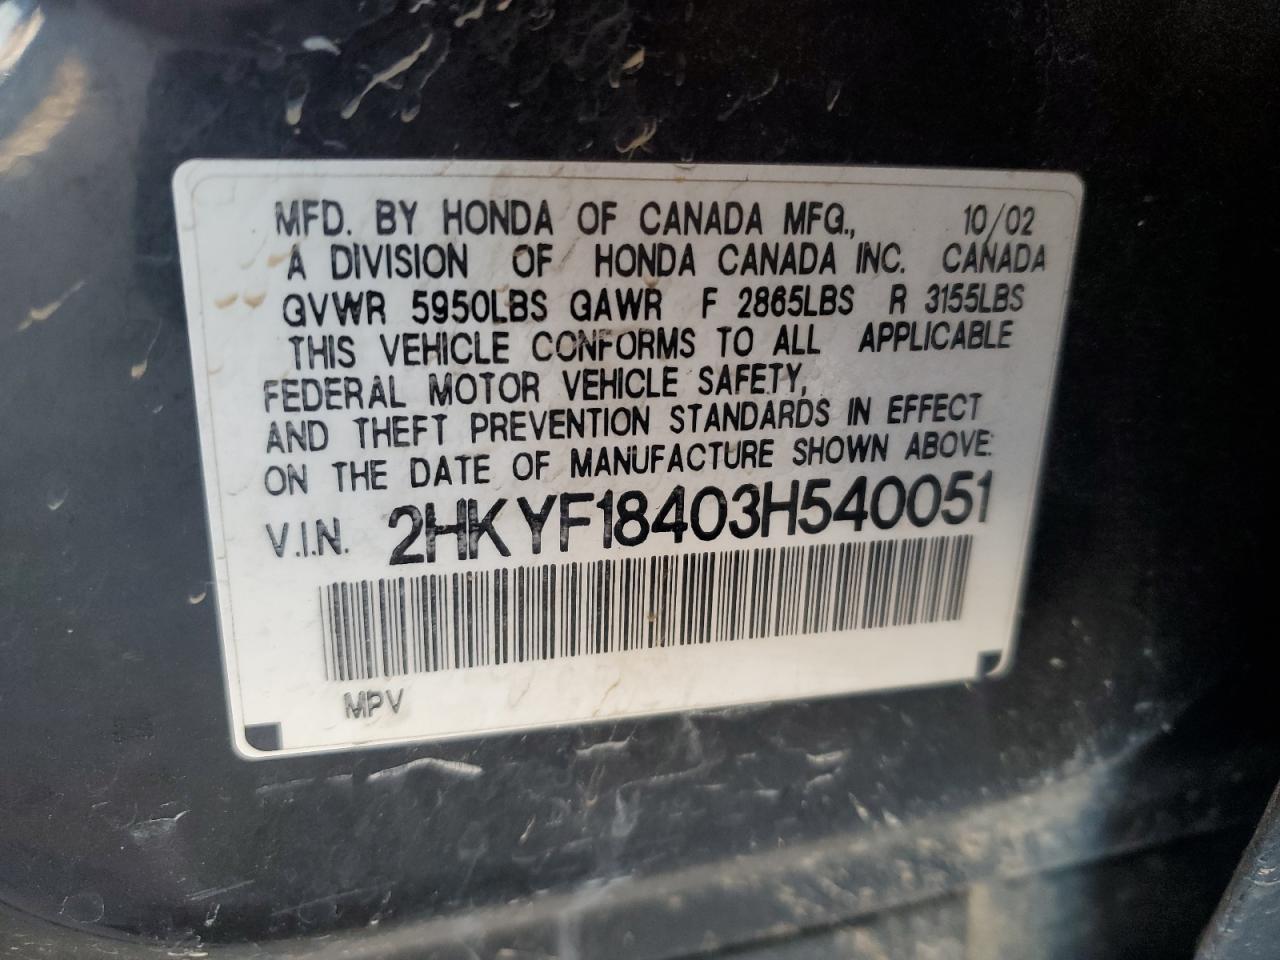 MFD. BY HONDA OF CANADA MFG., 10/02
A DIVISION OF HONDA CANADA INC. CANADA
GVWR 5950LBS GAWR F 2865LBS R 3155LBS
THIS VEHICLE CONFORMS TO ALL APPLICABLE
FEDERAL MOTOR VEHICLE SAFETY,
AND THEFT PREVENTION STANDARDS IN EFFECT
ON THE DATE OF MANUFACTURE SHOWN ABOVE:
V.I.N. 2HKYF18403H540051
MPV